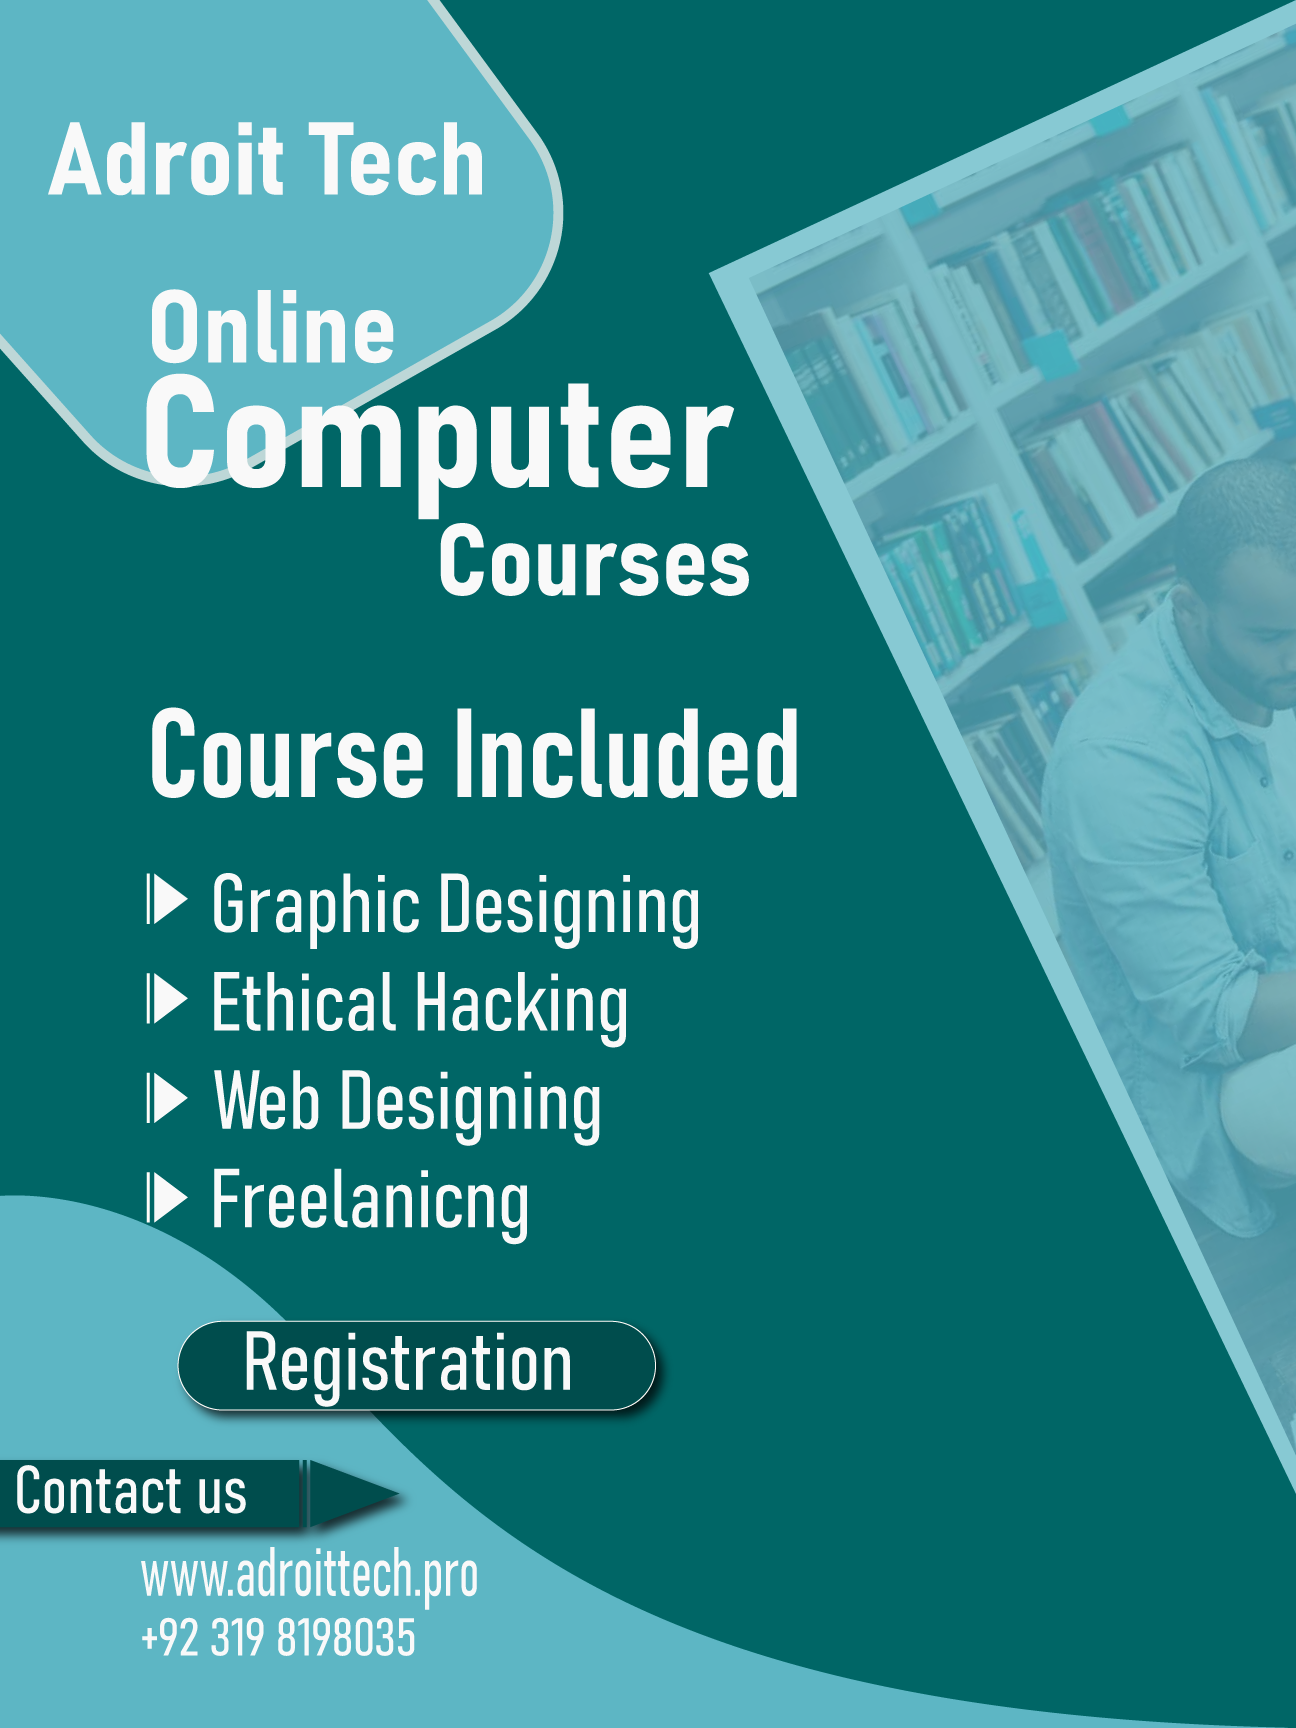 Adroit Tech
Online
Computer
Courses
Course Included
Graphic Designing
Ethical Hacking
Web Designing
Freelanicng
Registration
Contact us
www.adroittech.pro
+92 319 8198035